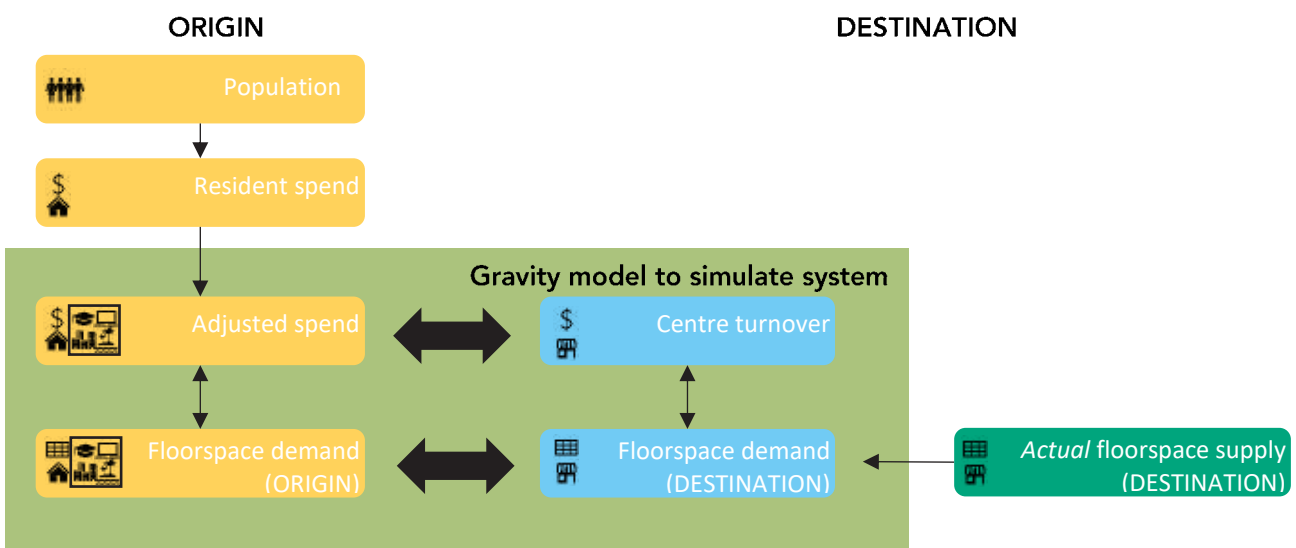 ORIGIN
DESTINATION
Population
$
Resident spend
Gravity model to simulate system
$
Adjusted spend
$
Centre turnover
Floorspace demand
(ORIGIN)
Floorspace demand
(DESTINATION)
Actual floorspace supply
(DESTINATION)